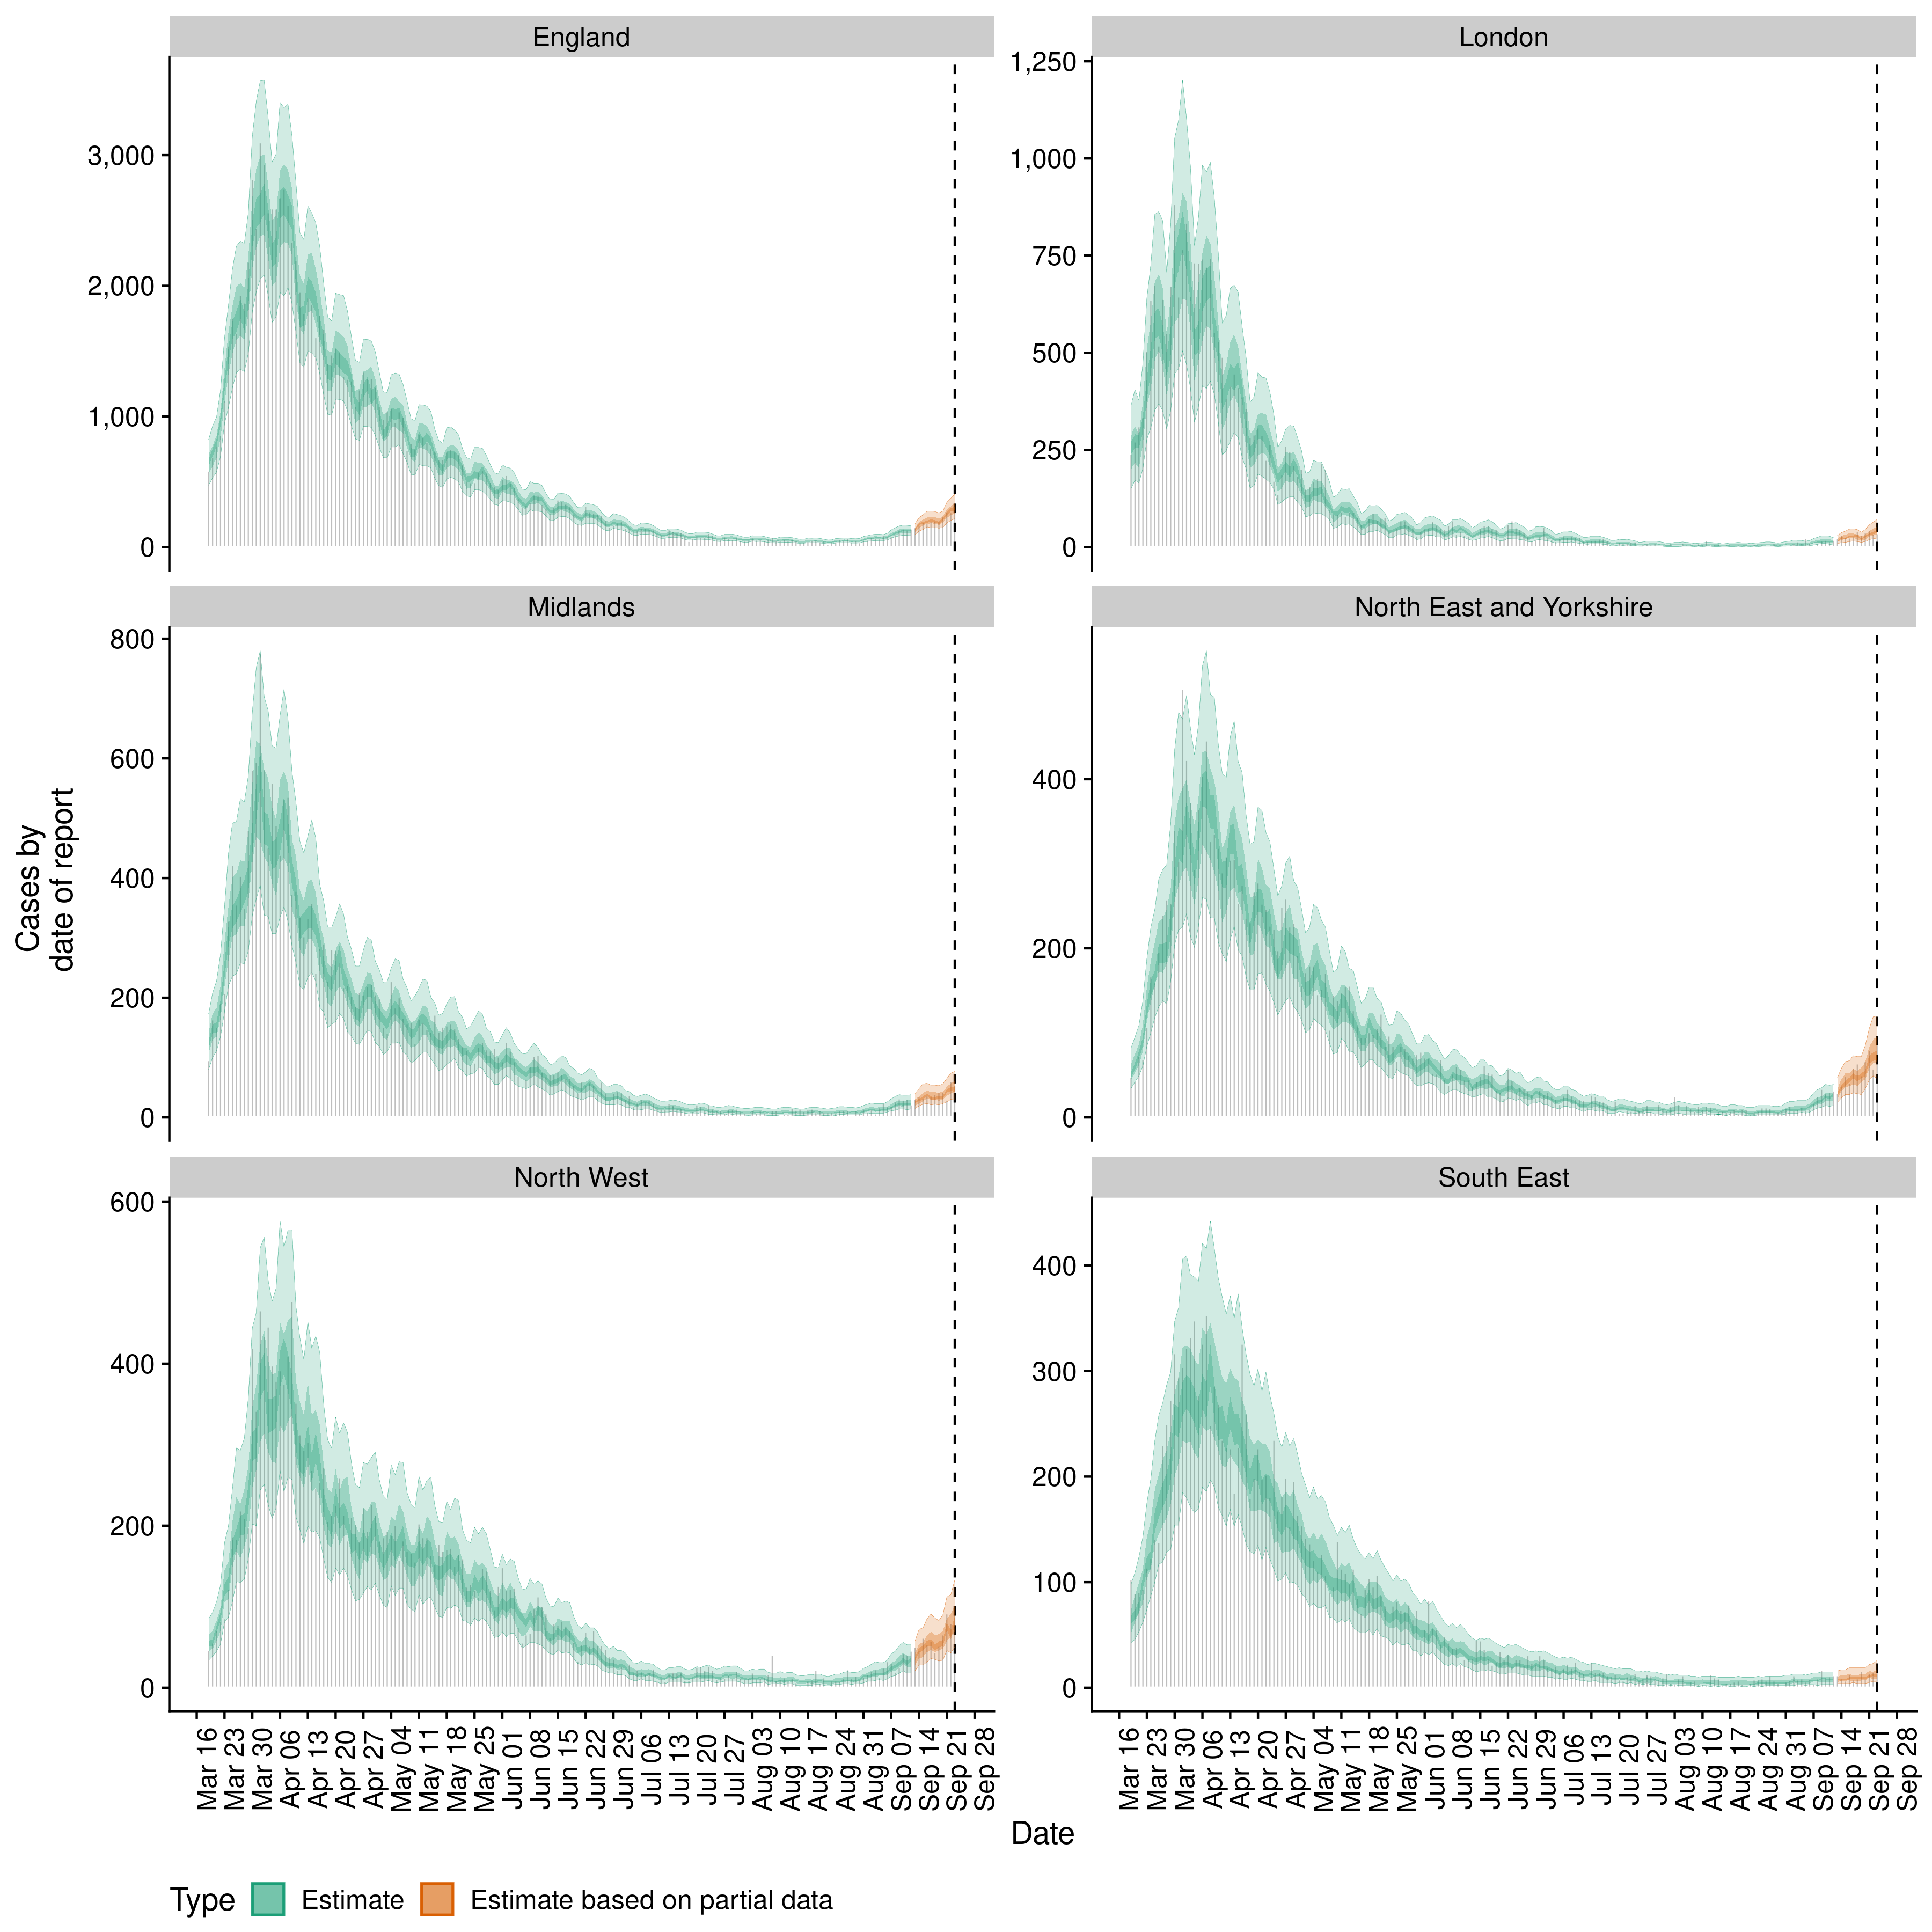 England
London
3,000
2,000
1,000
0
1,250
1,000
750
500
250
0
Midlands
North East and Yorkshire
800
600
400
200
0
400
200
0
Cases by
date of report
North West
South East
600
400
200
0
400
300
200
100
0
Mar 16
Mar 23
Mar 30
Apr 06
Apr 13
Apr 20
Apr 27
May 04
May 11
May 18
May 25
Jun 01
Jun 08
Jun 15
Jun 22
Jun 29
Jul 06
Jul 13
Jul 20
Jul 27
Aug 03
Aug 10
Aug 17
Aug 24
Aug 31
Sep 07
Sep 14
Sep 21
Sep 28
Mar 16
Mar 23
Mar 30
Apr 06
Apr 13
Apr 20
Apr 27
May 04
May 11
May 18
May 25
Jun 01
Jun 08
Jun 15
Jun 22
Jun 29
Jul 06
Jul 13
Jul 20
Jul 27
Aug 03
Aug 10
Aug 17
Aug 24
Aug 31
Sep 07
Sep 14
Sep 21
Sep 28
Date
Type Estimate Estimate based on partial data